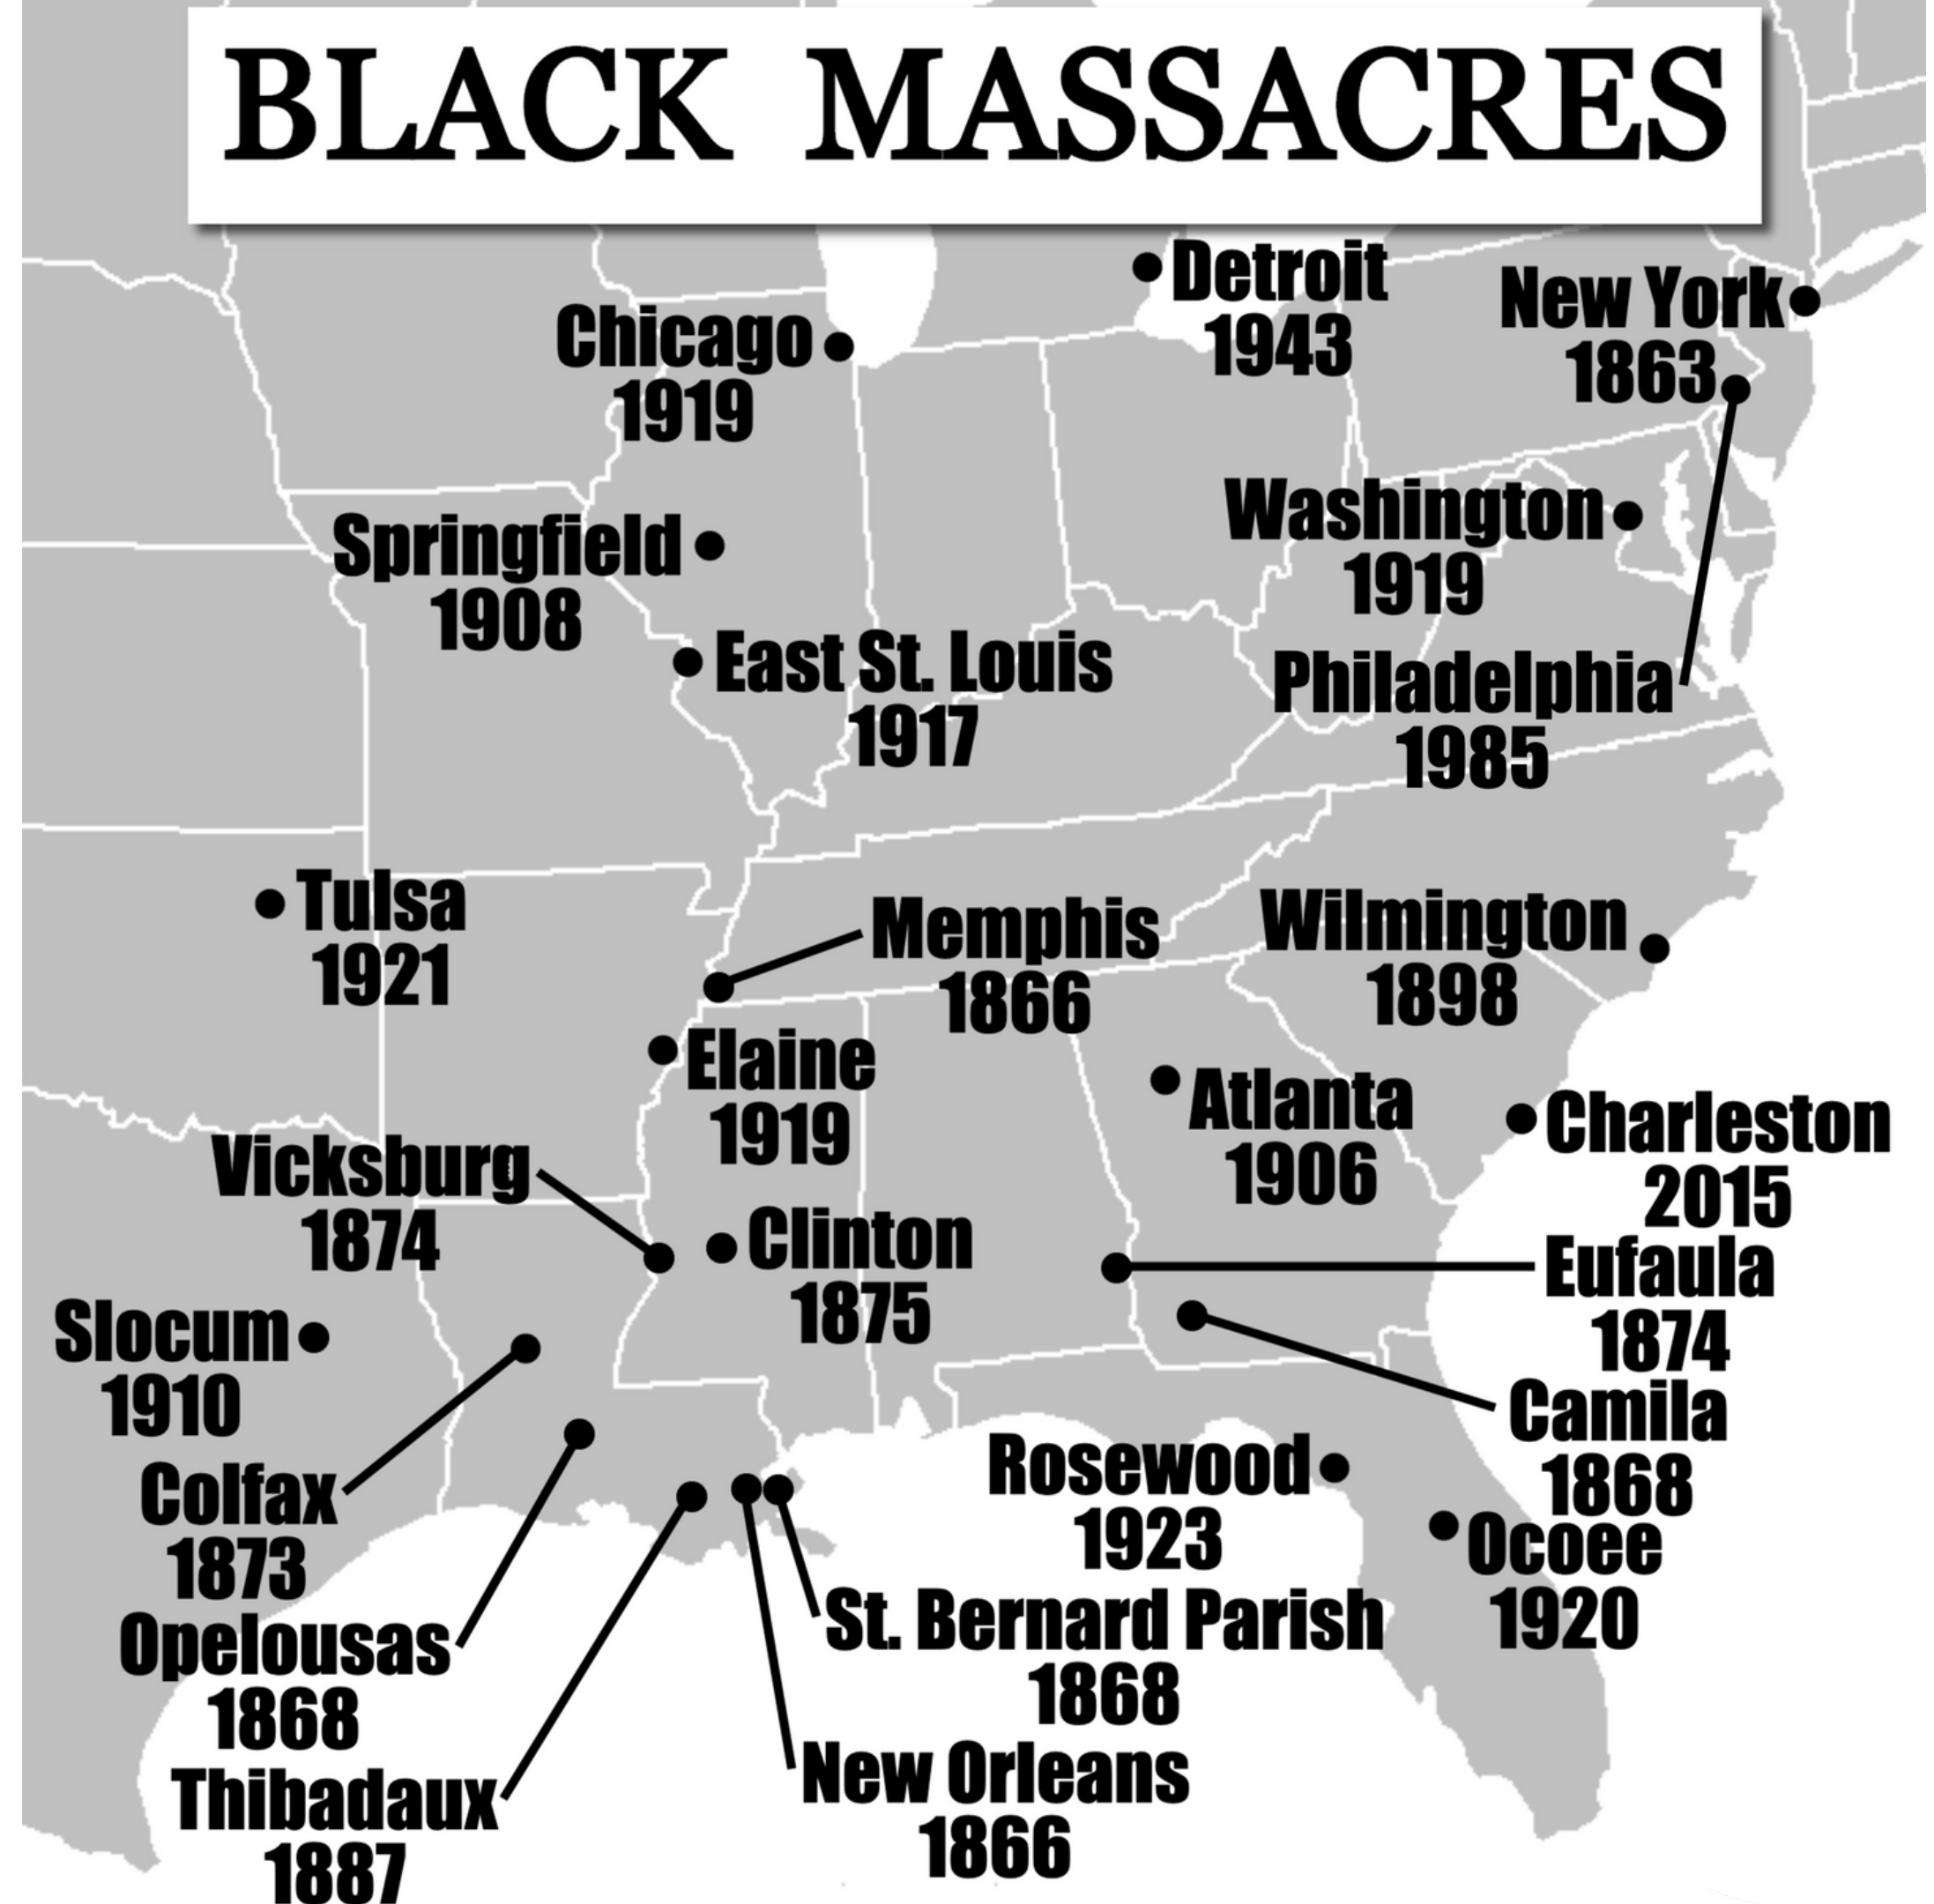 BLACK MASSACRES
Detroit
1943
New York
1863
Chicago
1919
Washington
1919
Springfield
1908
East St. Louis
1917
Philadelphia
1985
Tulsa
1921
Memphis
1866
Wilmington
1898
Elaine
1919
Atlanta
1906
Charleston
2015
Vicksburg
1874
Clinton
1875
Eufaula
1874
Slocum
1910
Camila
1868
Colfax
1873
Rosewood
1923
Ocoee
1920
Opelousas
1868
St. Bernard Parish
1868
Thibadaux
1887
New Orleans
1866